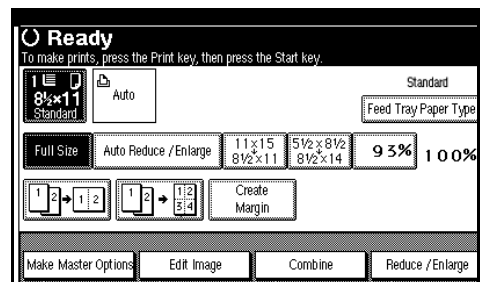 Ready
To make prints, press the Print key, then press the Start key.
1
8½×11
Standard
Auto
Standard
Feed Tray Paper Type
Full Size
Auto Reduce / Enlarge
11x15
8½×11
5½×8½
8½×14
93%
100%
1 2 → 1 2
1 2 → 1 2
3 4
Create
Margin
Make Master Options
Edit Image
Combine
Reduce / Enlarge